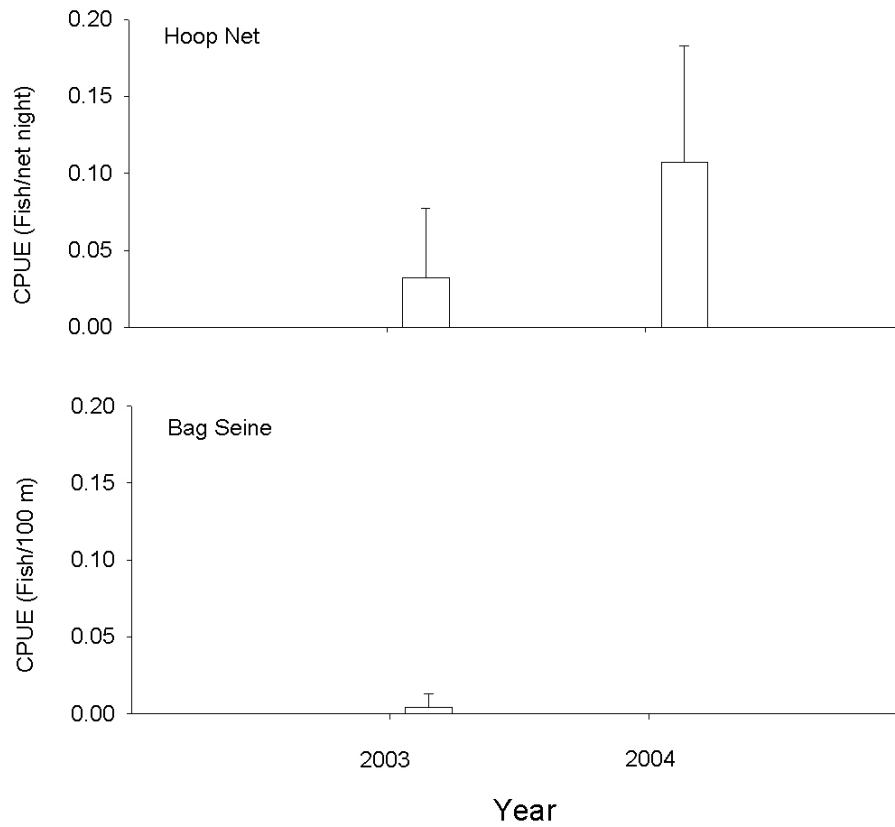 Hoop Net
CPUE (Fish/net night)
0.20
0.15
0.10
0.05
0.00
Bag Seine
CPUE (Fish/100 m)
0.20
0.15
0.10
0.05
0.00
2003 2004
Year